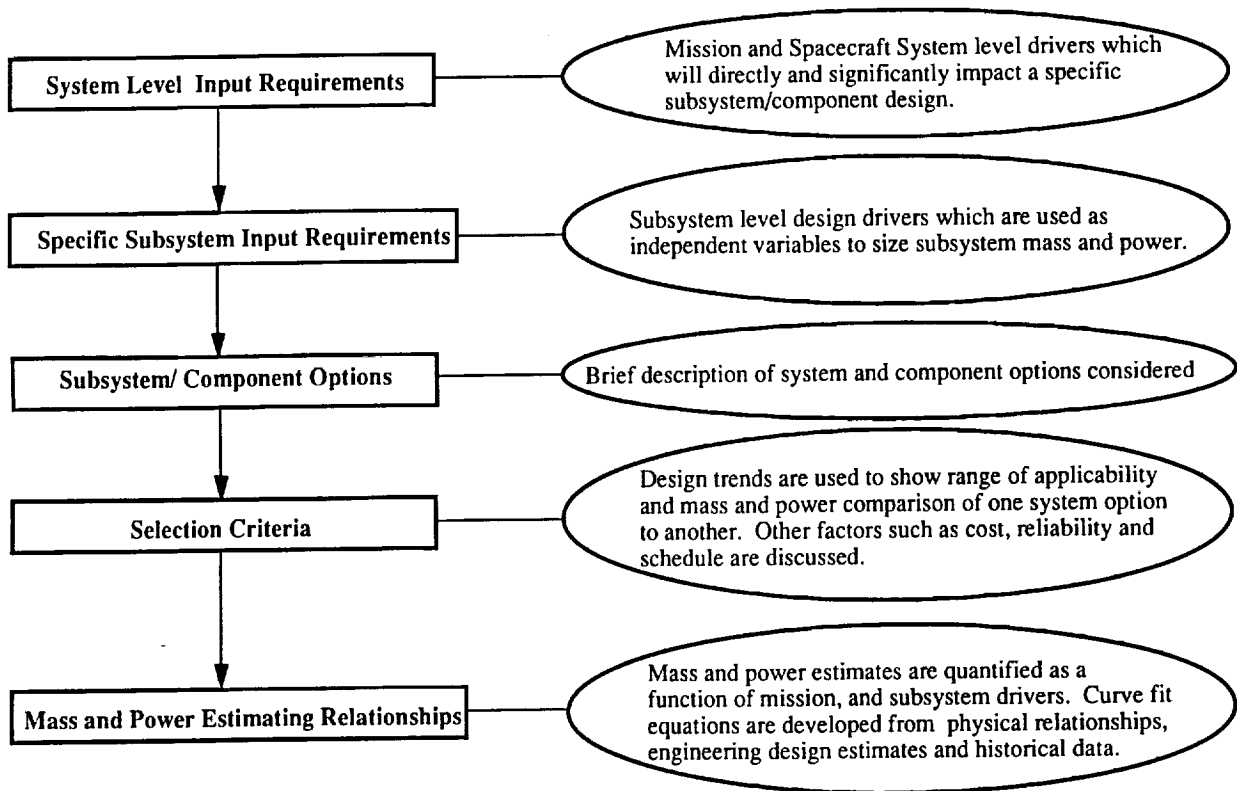 System Level Input Requirements
Mission and Spacecraft System level drivers which
will directly and significantly impact a specific
subsystem/component design.
Specific Subsystem Input Requirements
Subsystem level design drivers which are used as
independent variables to size subsystem mass and power.
Subsystem/ Component Options
Brief description of system and component options considered
Selection Criteria
Design trends are used to show range of applicability
and mass and power comparison of one system option
to another. Other factors such as cost, reliability and
schedule are discussed.
Mass and Power Estimating Relationships
Mass and power estimates are quantified as a
function of mission, and subsystem drivers. Curve fit
equations are developed from physical relationships,
engineering design estimates and historical data.